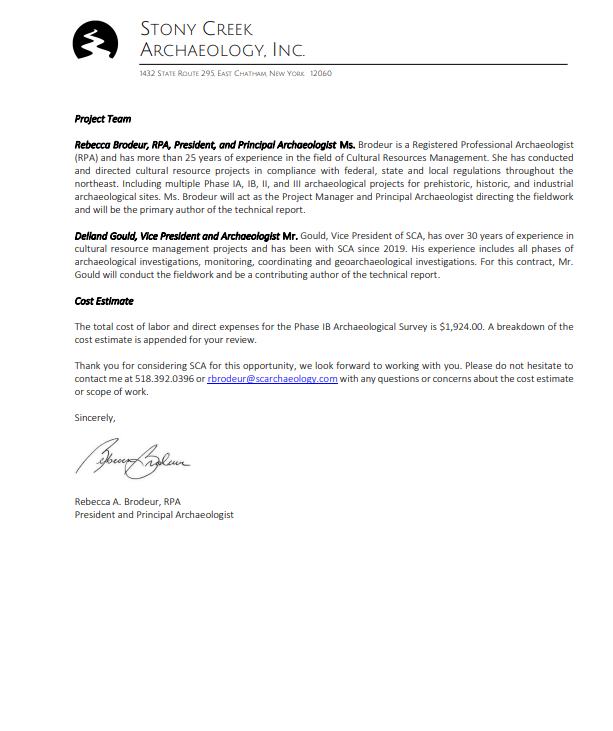 STONY CREEK
ARCHAEOLOGY, INC.
1432 STATE ROUTE 295, EAST CHATHAM, NEW YORK 12060
Project Team
Rebecca Brodeur, RPA, President, and Principal Archaeologist Ms. Brodeur is a Registered Professional Archaeologist
(RPA) and has more than 25 years of experience in the field of Cultural Resources Management. She has conducted
and directed cultural resource projects in compliance with federal, state and local regulations throughout the
northeast. Including multiple Phase IA, IB, II, and III archaeological projects for prehistoric, historic, and industrial
archaeological sites. Ms. Brodeur will act as the Project Manager and Principal Archaeologist directing the fieldwork
and will be the primary author of the technical report.
Delland Gould, Vice President and Archaeologist Mr. Gould, Vice President of SCA, has over 30 years of experience in
cultural resource management projects and has been with SCA since 2019. His experience includes all phases of
archaeological investigations, monitoring, coordinating and geoarchaeological investigations. For this contract, Mr.
Gould will conduct the fieldwork and be a contributing author of the technical report.
Cost Estimate
The total cost of labor and direct expenses for the Phase IB Archaeological Survey is $1,924.00. A breakdown of the
cost estimate is appended for your review.
Thank you for considering SCA for this opportunity, we look forward to working with you. Please do not hesitate to
contact me at 518.392.0396 or rbrodeur@scarchaeology.com with any questions or concerns about the cost estimate
or scope of work.
Sincerely,
Rebecca Brodeur
Rebecca A. Brodeur, RPA
President and Principal Archaeologist